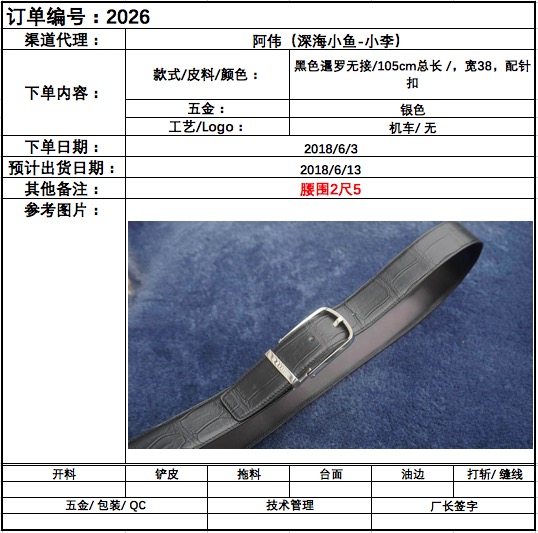 订单编号：2026
渠道代理： 阿伟（深海小鱼-小李）
下单内容： 款式/皮料/颜色： 黑色暹罗无接/105cm总长 /，宽38，配针扣
五金： 银色
工艺/Logo： 机车/ 无
下单日期： 2018/6/3
预计出货日期： 2018/6/13
其他备注： 腰围2尺5
参考图片：
开料 铲皮 拖料 台面 油边 打斩/ 缝线
五金/ 包装/ QC 技术管理 厂长签字